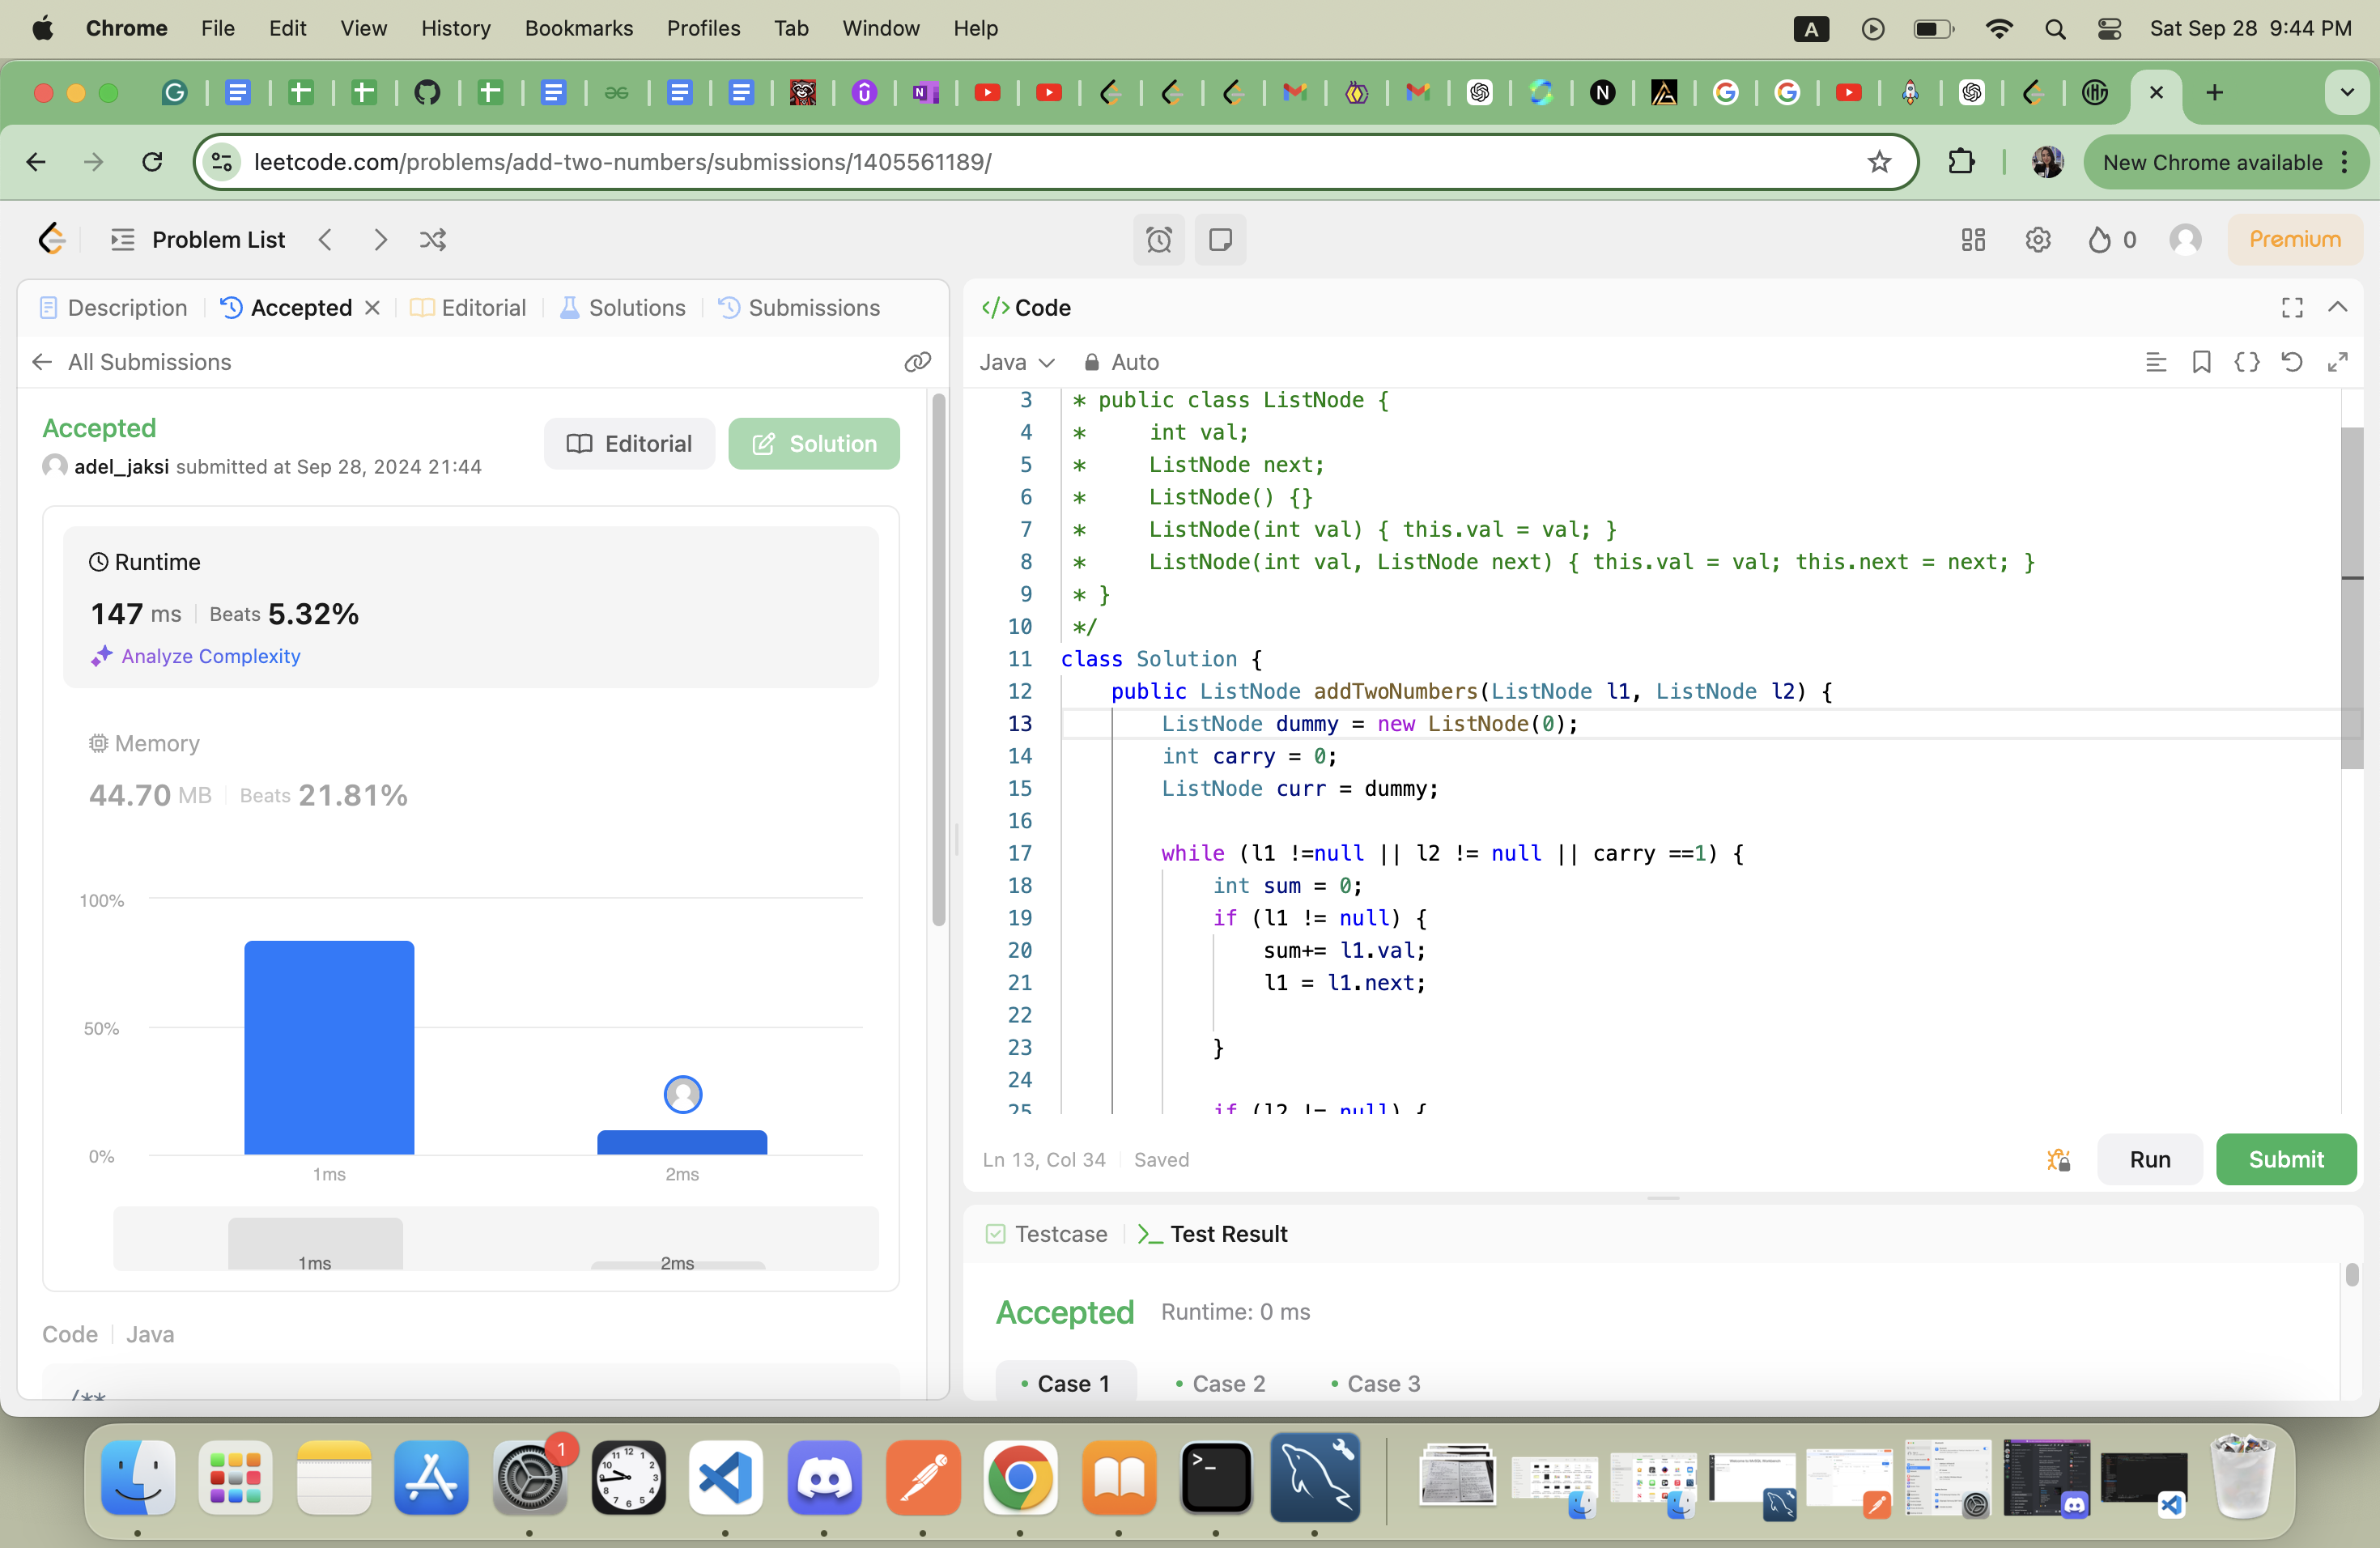 Chrome File Edit View History Bookmarks Profiles Tab Window Help A Sat Sep 28 9:44 PM
leetcode.com/problems/add-two-numbers/submissions/1405561189/ New Chrome available
Problem List 0 Premium
Description Accepted Editorial Solutions Submissions
All Submissions
Accepted
adel_jaksi submitted at Sep 28, 2024 21:44
Editorial Solution
Runtime
147 ms Beats 5.32%
Analyze Complexity
Memory
44.70 MB Beats 21.81%
100%
50%
0%
1ms 2ms
1ms 2ms
Code Java
/**
</> Code
Java Auto
3 * public class ListNode {
4 *     int val;
5 *     ListNode next;
6 *     ListNode() {}
7 *     ListNode(int val) { this.val = val; }
8 *     ListNode(int val, ListNode next) { this.val = val; this.next = next; }
9 * }
10 */
11 class Solution {
12     public ListNode addTwoNumbers(ListNode l1, ListNode l2) {
13         ListNode dummy = new ListNode(0);
14         int carry = 0;
15         ListNode curr = dummy;
16
17         while (l1 !=null || l2 != null || carry ==1) {
18             int sum = 0;
19             if (l1 != null) {
20                 sum+= l1.val;
21                 l1 = l1.next;
22
23             }
24
25             if (l2 != null) {
Ln 13, Col 34 Saved
Run Submit
Testcase >_ Test Result
Accepted Runtime: 0 ms
• Case 1 • Case 2 • Case 3
1